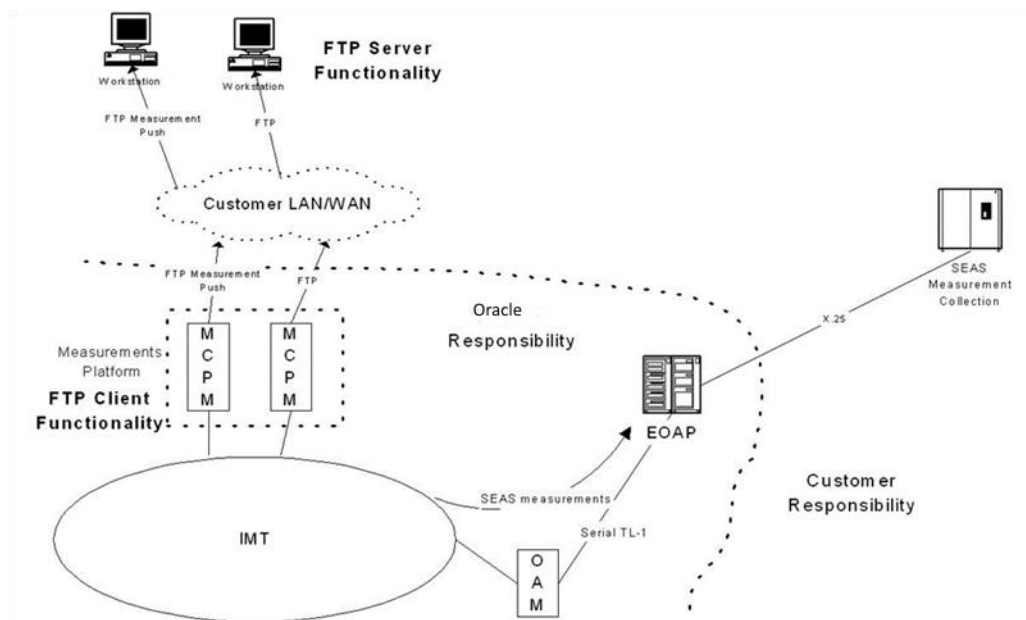 FTP Server
Functionality
Workstation
Workstation
FTP Measurement
Push
FTP
Customer LAN/WAN
FTP Measurement
Push
FTP
SEAS
Measurement
Collection
X.25
Oracle
Responsibility
Measurements
Platform
FTP Client
Functionality
M
C
P
M
M
C
P
M
EOAP
SEAS measurements
Customer
Responsibility
IMT
Serial TL-1
O
A
M